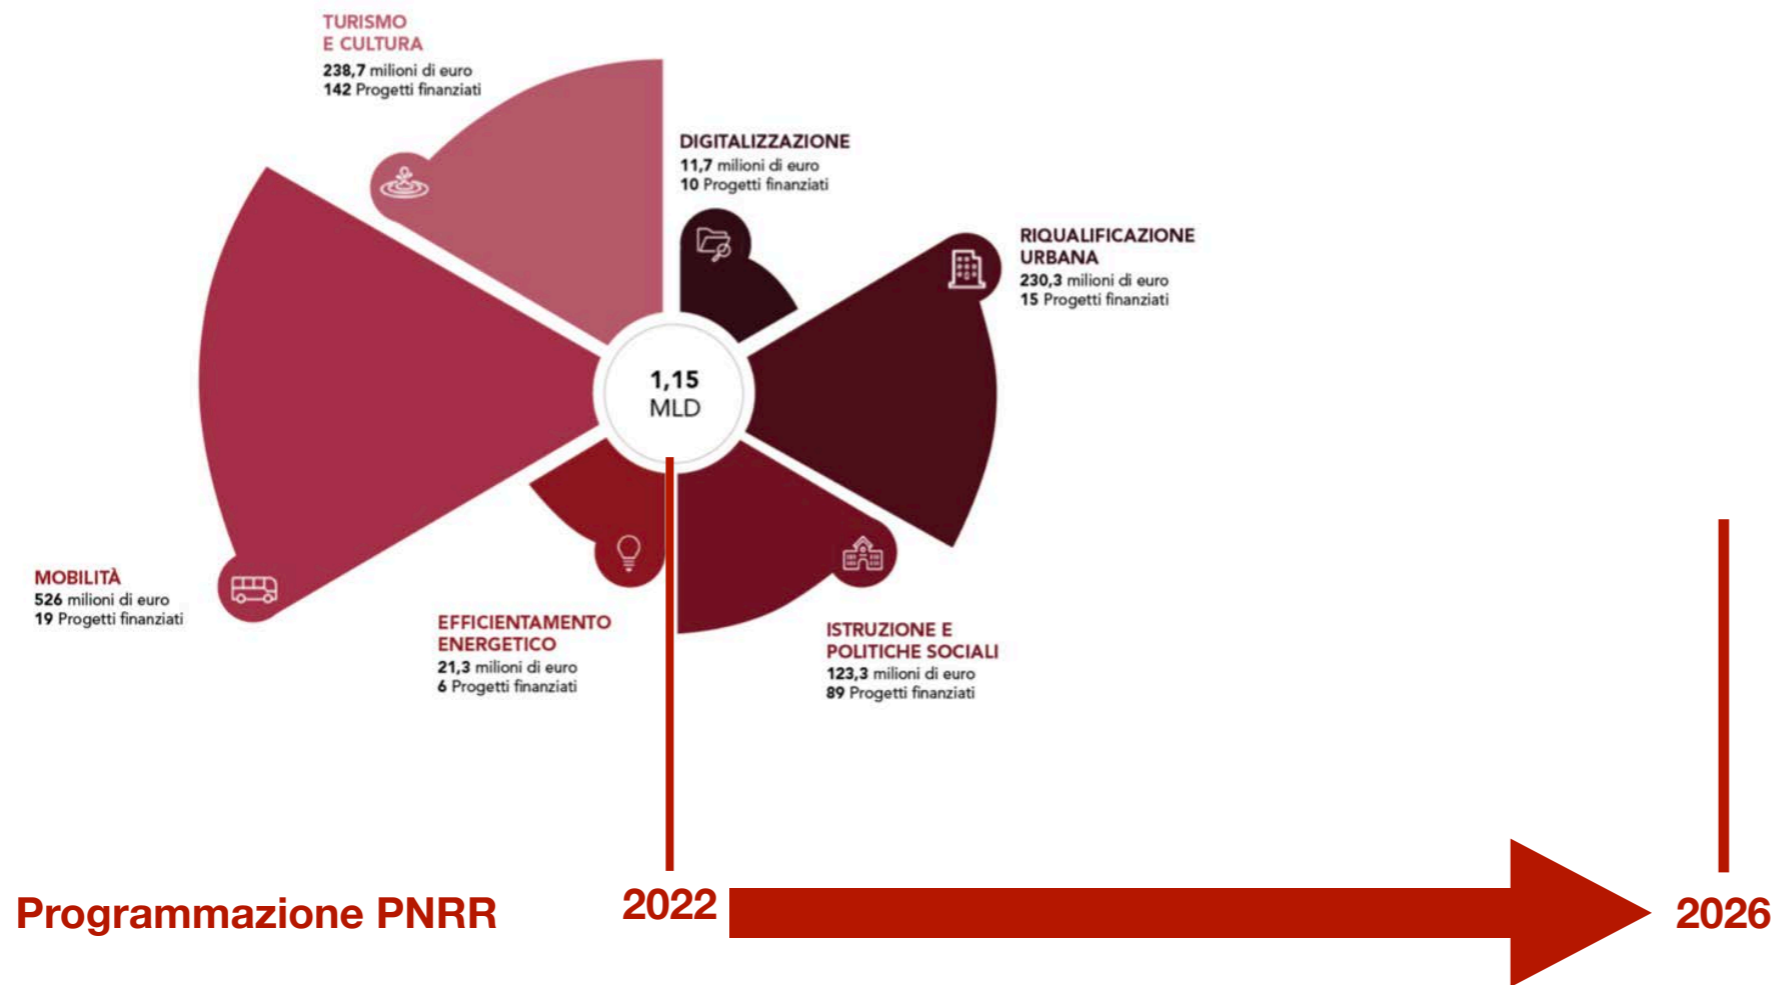 TURISMO
E CULTURA
238,7 milioni di euro
142 Progetti finanziati
DIGITALIZZAZIONE
11,7 milioni di euro
10 Progetti finanziati
RIQUALIFICAZIONE
URBANA
230,3 milioni di euro
15 Progetti finanziati
1,15
MLD
MOBILITÀ
526 milioni di euro
19 Progetti finanziati
EFFICIENTAMENTO
ENERGETICO
21,3 milioni di euro
6 Progetti finanziati
ISTRUZIONE E
POLITICHE SOCIALI
123,3 milioni di euro
89 Progetti finanziati
Programmazione PNRR
2022
2026